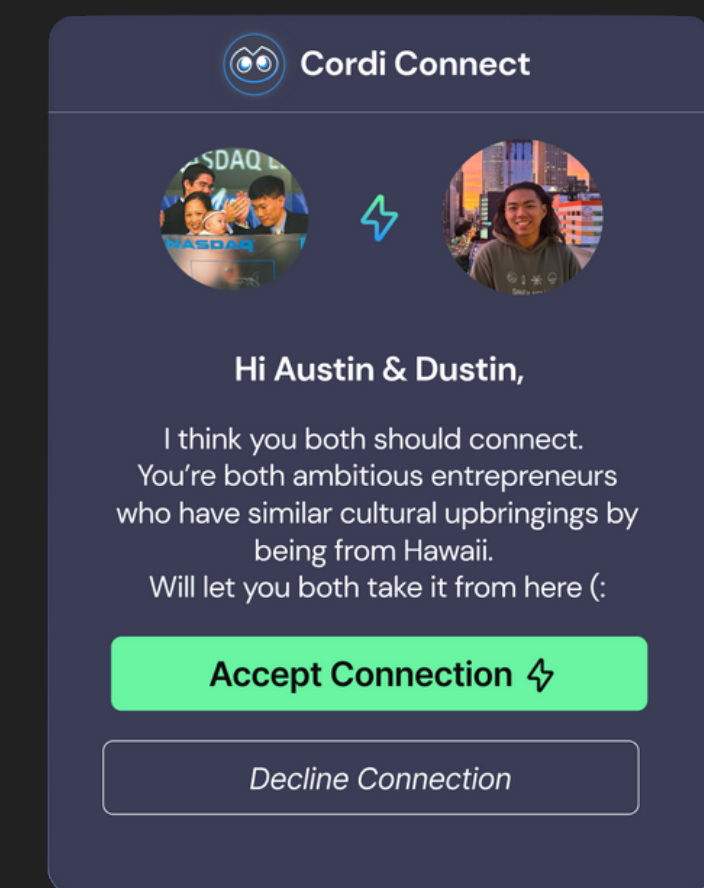 Cordi Connect
NASDAQ
Hi Austin & Dustin,
I think you both should connect.
You’re both ambitious entrepreneurs
who have similar cultural upbringings by
being from Hawaii.
Will let you both take it from here (:
Accept Connection
Decline Connection